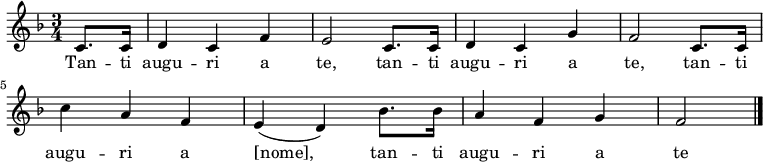 Tan -- ti augu -- ri a te, tan -- ti augu -- ri a te, tan -- ti
5
augu -- ri a [nome], tan -- ti augu -- ri a te